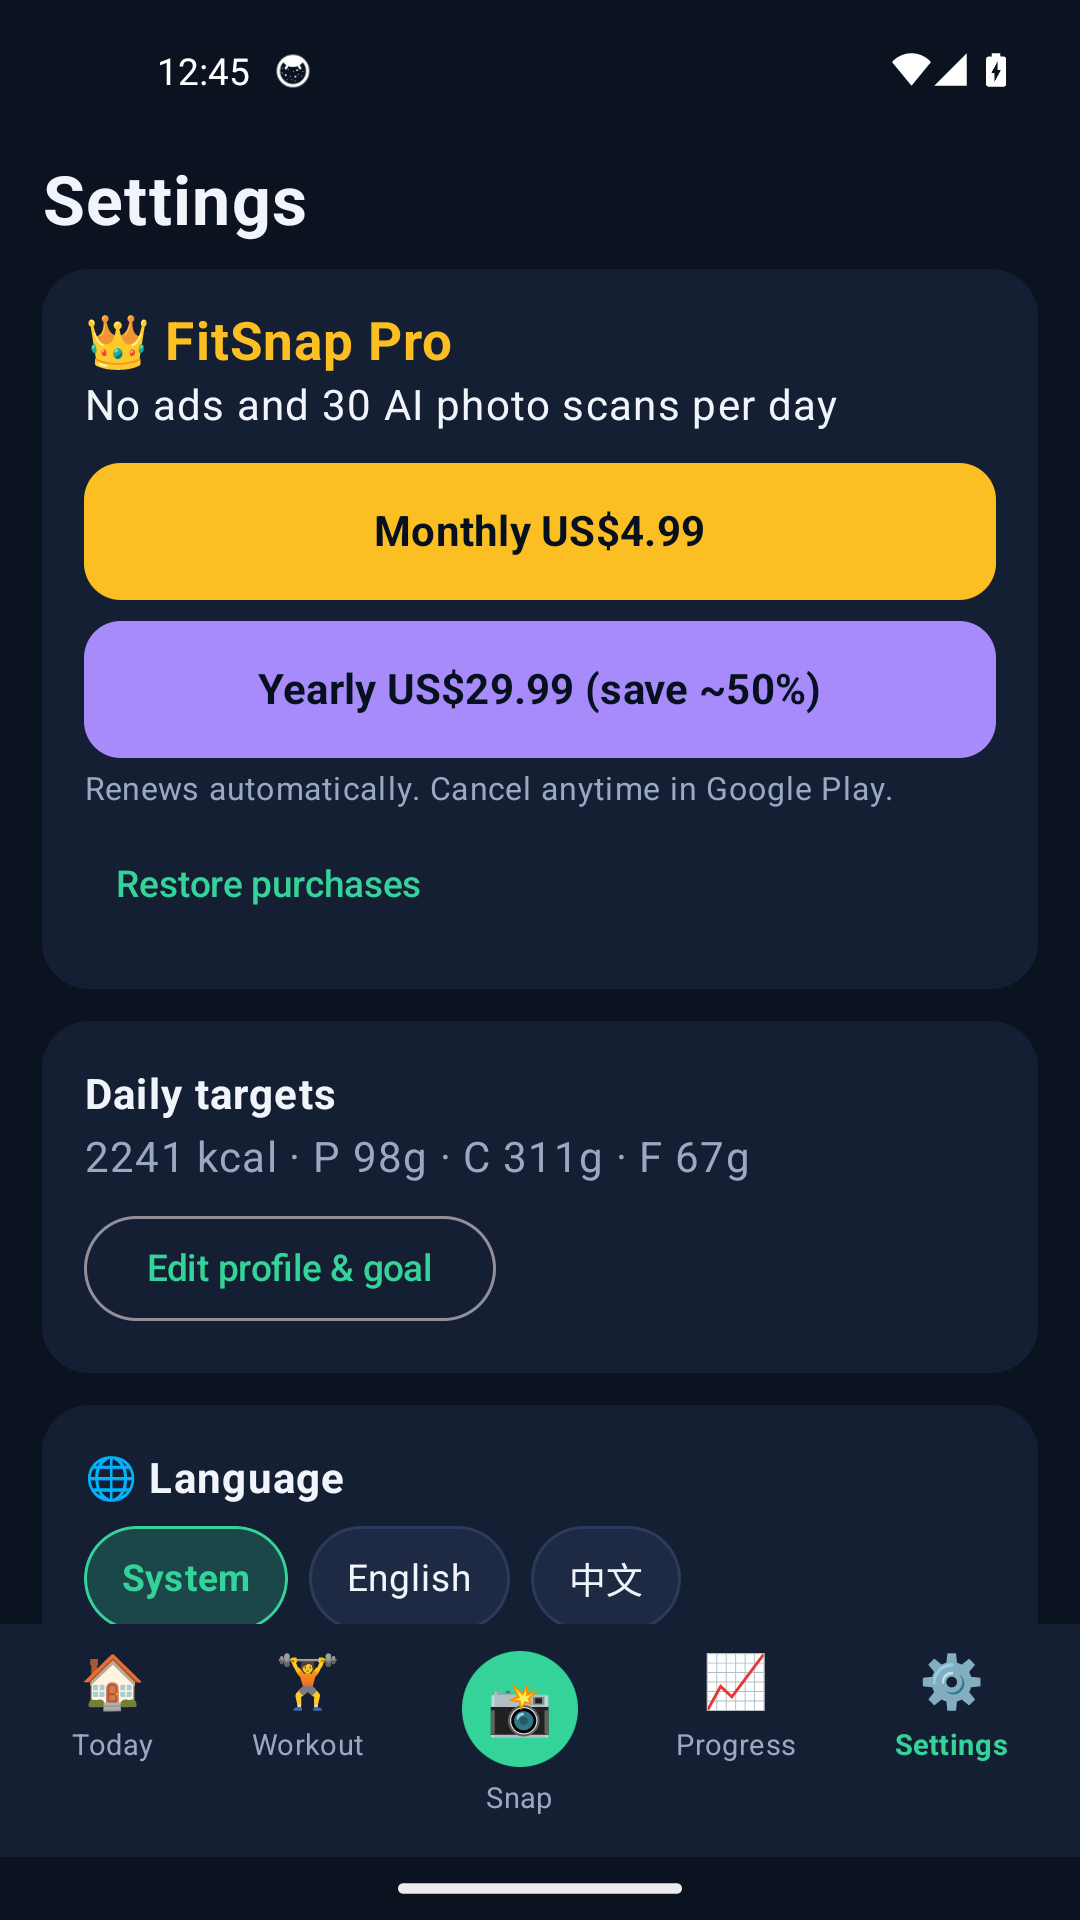 12:45
Settings
FitSnap Pro
No ads and 30 AI photo scans per day
Monthly US$4.99
Yearly US$29.99 (save ~50%)
Renews automatically. Cancel anytime in Google Play.
Restore purchases
Daily targets
2241 kcal · P 98g · C 311g · F 67g
Edit profile & goal
Language
System English 中文
Today Workout Snap Progress Settings